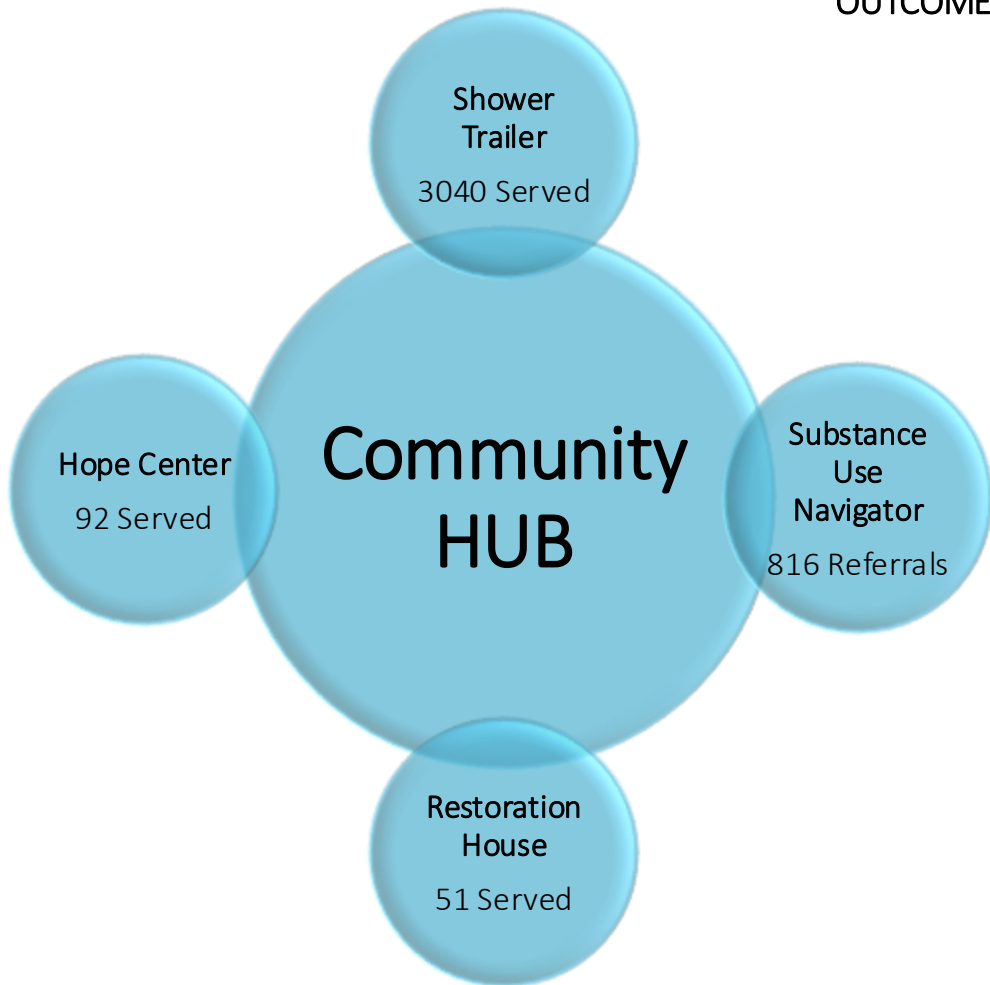 OUTCOME
Shower
Trailer
3040 Served
Hope Center
92 Served
Community
HUB
Substance
Use
Navigator
816 Referrals
Restoration
House
51 Served